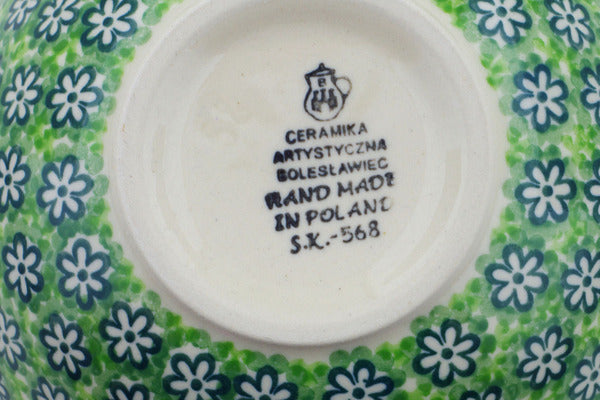 B
CERAMIKA
ARTYSTYCZNA
BOLESŁAWIEC
HAND MADE
IN POLAND
S.K.-568